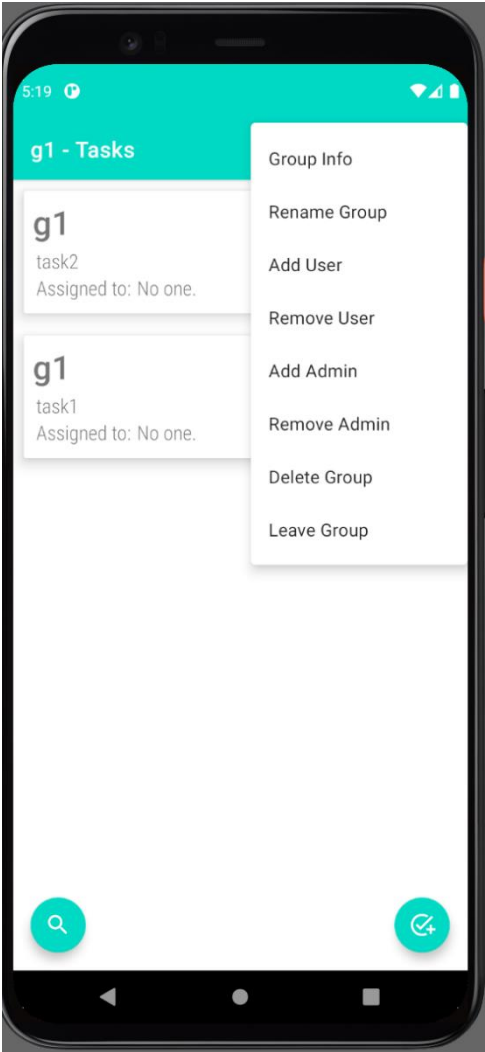 5:19
g1 - Tasks
g1
task2
Assigned to: No one.
g1
task1
Assigned to: No one.
Group Info
Rename Group
Add User
Remove User
Add Admin
Remove Admin
Delete Group
Leave Group